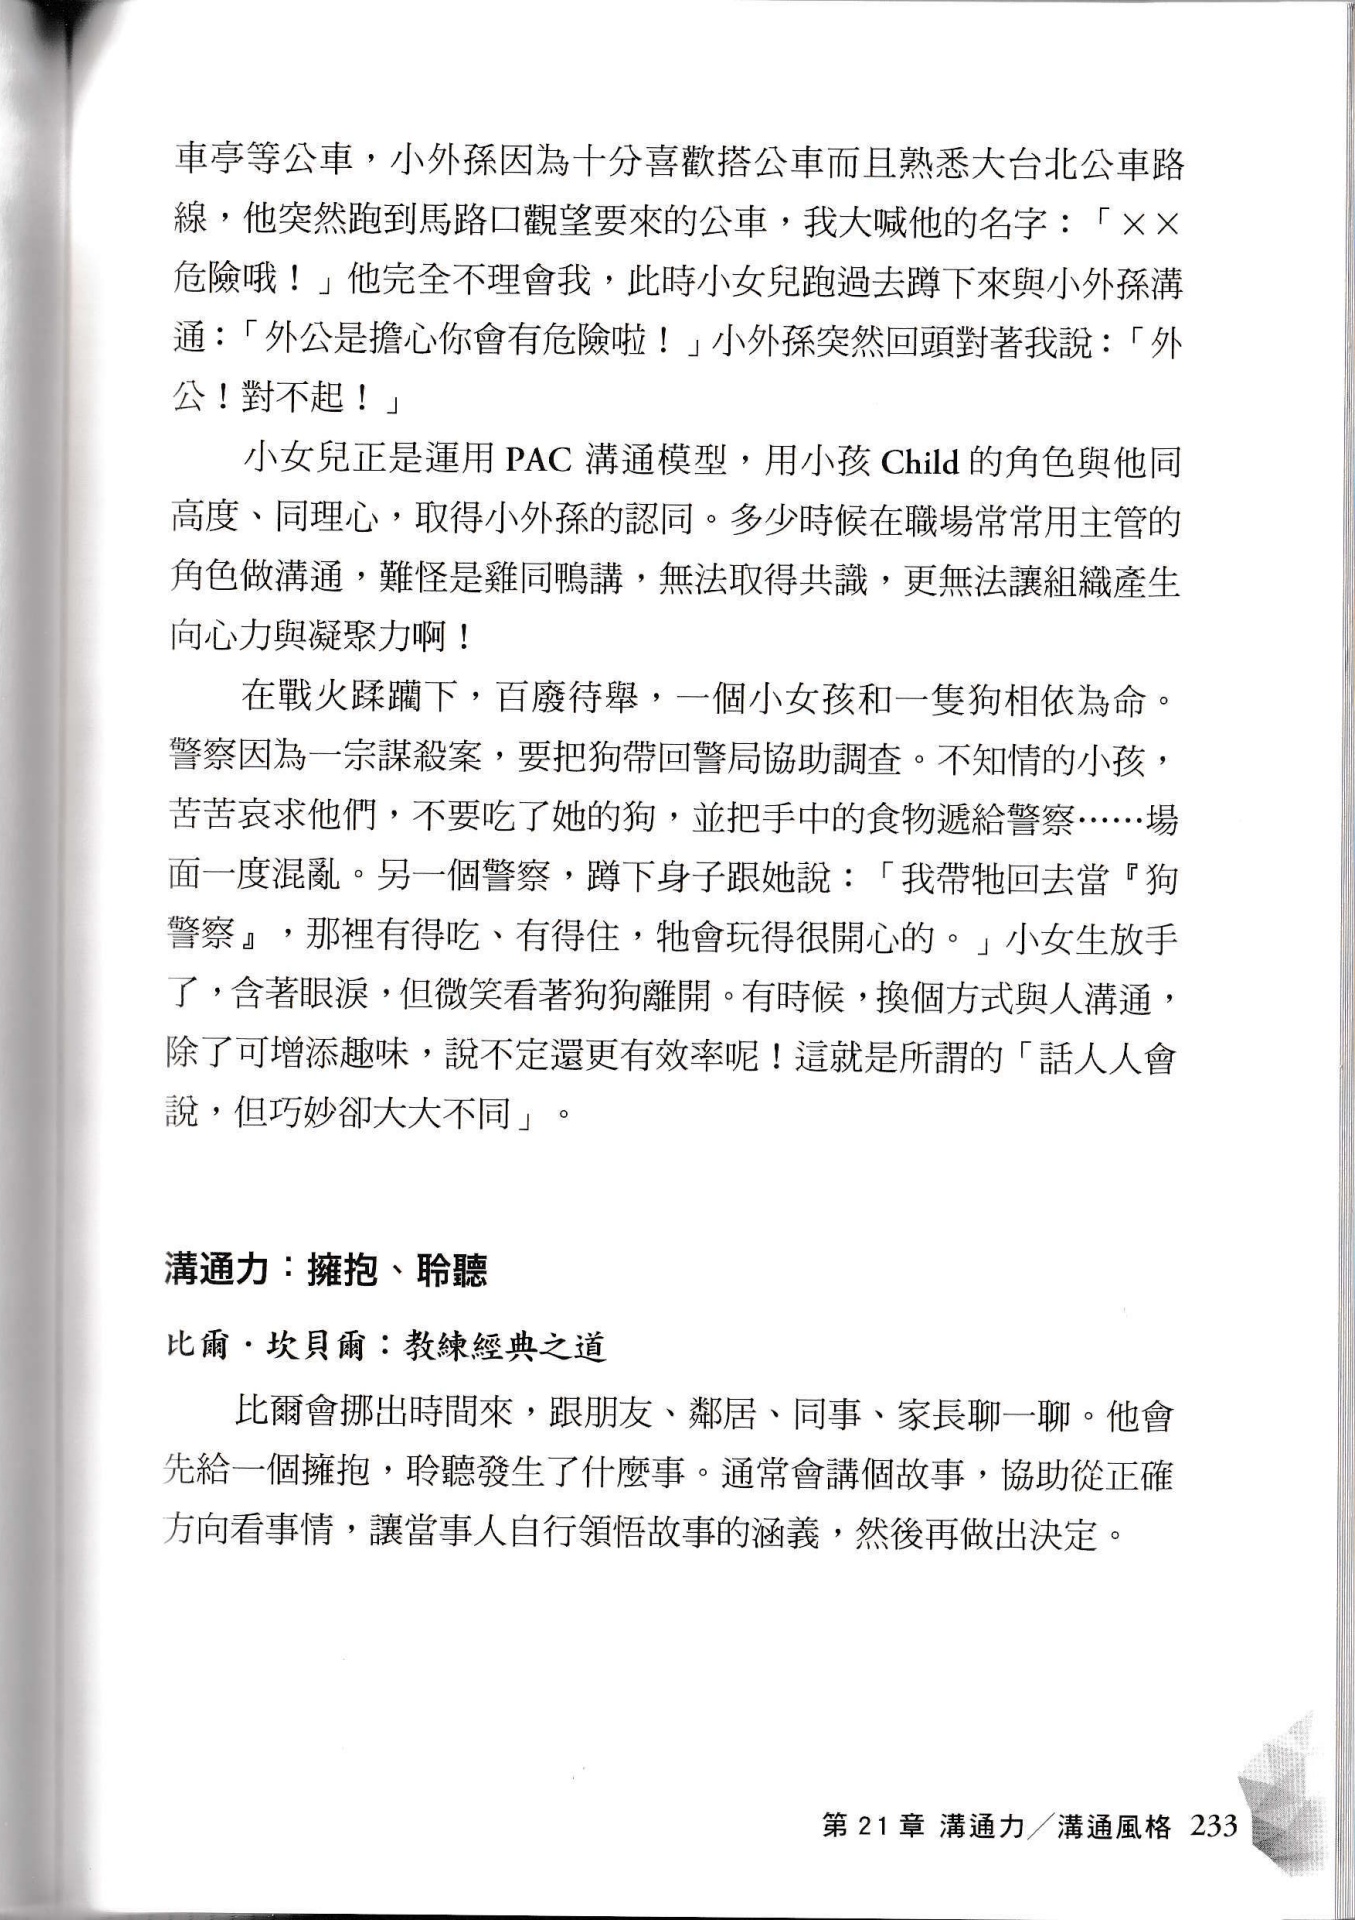 車亭等公車，小外孫因為十分喜歡搭公車而且熟悉大台北公車路
線，他突然跑到馬路口觀望要來的公車，我大喊他的名字：「××
危險哦！」他完全不理會我，此時小女兒跑過去蹲下來與小外孫溝
通：「外公是擔心你會有危險啦！」小外孫突然回頭對著我說：「外
公！對不起！」
小女兒正是運用 PAC 溝通模型，用小孩 Child 的角色與他同
高度、同理心，取得小外孫的認同。多少時候在職場常常用主管的
角色做溝通，難怪是雞同鴨講，無法取得共識，更無法讓組織產生
向心力與凝聚力啊！
在戰火蹂躪下，百廢待舉，一個小女孩和一隻狗相依為命。
警察因為一宗謀殺案，要把狗帶回警局協助調查。不知情的小孩，
苦苦哀求他們，不要吃了她的狗，並把手中的食物遞給警察……場
面一度混亂。另一個警察，蹲下身子跟她說：「我帶牠回去當『狗
警察』，那裡有得吃、有得住，牠會玩得很開心的。」小女生放手
了，含著眼淚，但微笑看著狗狗離開。有時候，換個方式與人溝通，
除了可增添趣味，說不定還更有效率呢！這就是所謂的「話人人會
說，但巧妙卻大大不同」。
溝通力：擁抱、聆聽
比爾．坎貝爾：教練經典之道
比爾會挪出時間來，跟朋友、鄰居、同事、家長聊一聊。他會
先給一個擁抱，聆聽發生了什麼事。通常會講個故事，協助從正確
方向看事情，讓當事人自行領悟故事的涵義，然後再做出決定。
第 21 章 溝通力／溝通風格 233